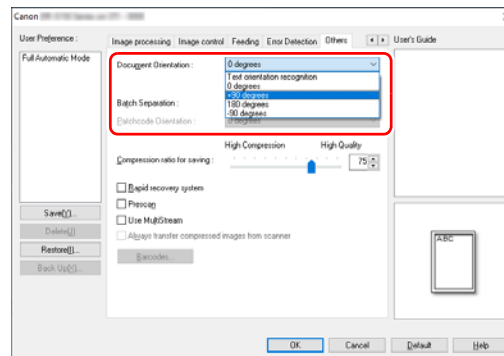 Canon
User Preference :
Full Automatic Mode
Save(V)...
Delete(J)
Restore(I)...
Back Up(X)...
Image processing Image control Feeding Error Detection Others
Document Orientation :
0 degrees
Text orientation recognition
0 degrees
+90 degrees
180 degrees
-90 degrees
Batch Separation :
Patchcode Orientation :
0 degrees
High Compression High Quality
Compression ratio for saving :
75
Rapid recovery system
Prescan
Use MultiStream
Always transfer compressed images from scanner
Barcodes...
User's Guide
ABC
OK Cancel Default Help